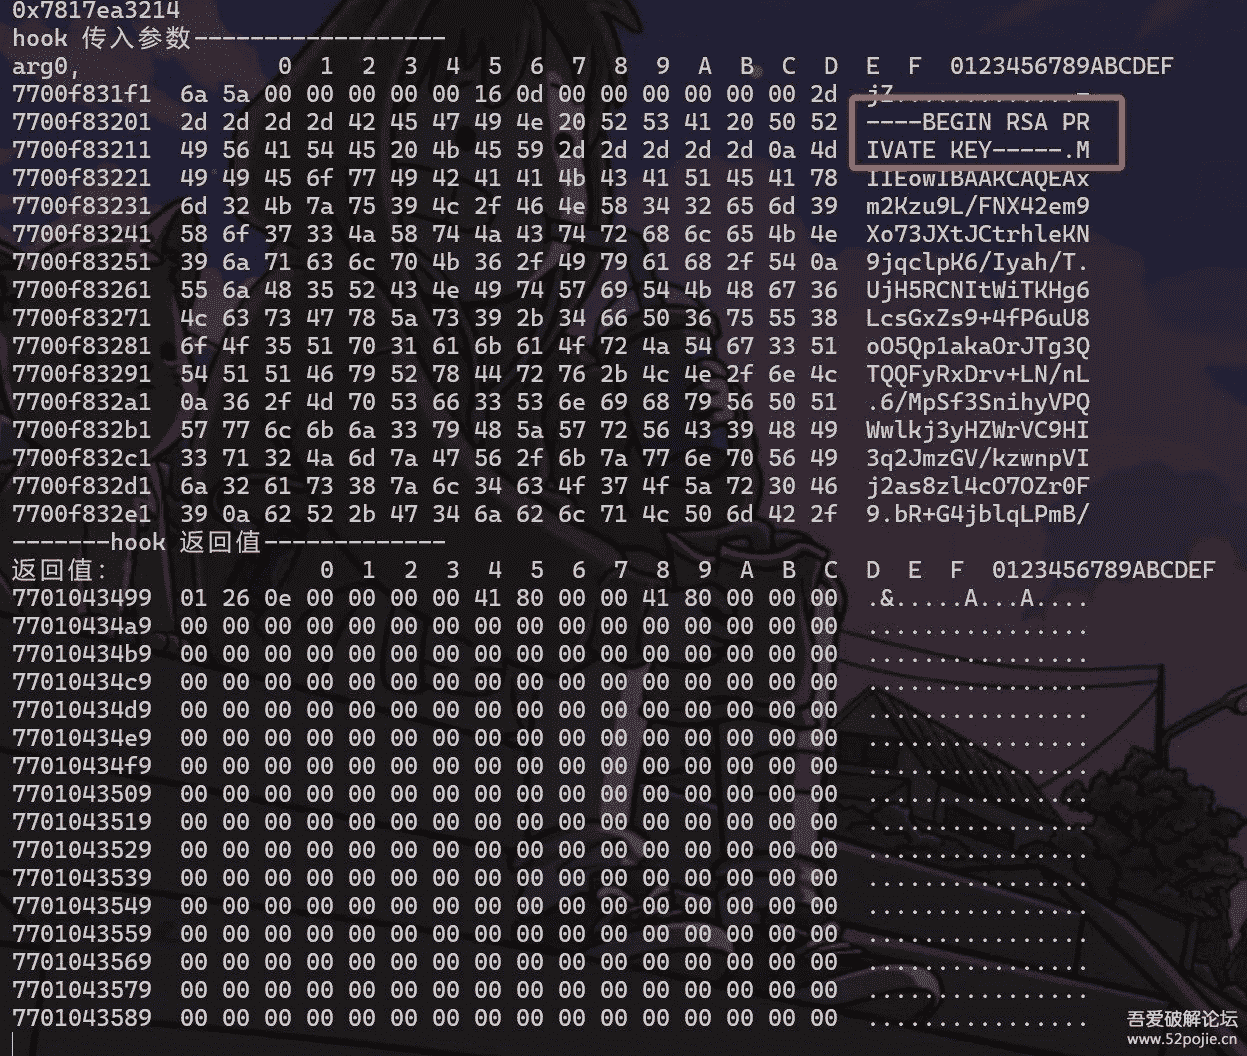 0x7817ea3214
hook 传入参数------------------
arg0,               0  1  2  3  4  5  6  7  8  9  A  B  C  D  E  F  0123456789ABCDEF
7700f831f1  6a 5a 00 00 00 00 00 16 0d 00 00 00 00 00 00 2d  jZ.............-
7700f83201  2d 2d 2d 2d 42 45 47 49 4e 20 52 53 41 20 50 52  ----BEGIN RSA PR
7700f83211  49 56 41 54 45 20 4b 45 59 2d 2d 2d 2d 2d 0a 4d  IVATE KEY-----.M
7700f83221  49 49 45 6f 77 49 42 41 41 4b 43 41 51 45 41 78  IIEowIBAAKCAQEAx
7700f83231  6d 32 4b 7a 75 39 4c 2f 46 4e 58 34 32 65 6d 39  m2Kzu9L/FNX42em9
7700f83241  58 6f 37 33 4a 58 74 4a 43 74 72 68 6c 65 4b 4e  Xo73JXtJCtrhleKN
7700f83251  39 6a 71 63 6c 70 4b 36 2f 49 79 61 68 2f 54 0a  9jqclpK6/Iyah/T.
7700f83261  55 6a 48 35 52 43 4e 49 74 57 69 54 4b 48 67 36  UjH5RCNItWiTKHg6
7700f83271  4c 63 73 47 78 5a 73 39 2b 34 66 50 36 75 55 38  LcsGxZs9+4fP6uU8
7700f83281  6f 4f 35 51 70 31 61 6b 61 4f 72 4a 54 67 33 51  oO5Qp1akaOrJTg3Q
7700f83291  54 51 51 46 79 52 78 44 72 76 2b 4c 4e 2f 6e 4c  TQQFyRxDrv+LN/nL
7700f832a1  0a 36 2f 4d 70 53 66 33 53 6e 69 68 79 56 50 51  .6/MpSf3SnihyVPQ
7700f832b1  57 77 6c 6b 6a 33 79 48 5a 57 72 56 43 39 48 49  Wwlkj3yHZWrVC9HI
7700f832c1  33 71 32 4a 6d 7a 47 56 2f 6b 7a 77 6e 70 56 49  3q2JmzGV/kzwnpVI
7700f832d1  6a 32 61 73 38 7a 6c 34 63 4f 37 4f 5a 72 30 46  j2as8zl4cO7OZr0F
7700f832e1  39 0a 62 52 2b 47 34 6a 62 6c 71 4c 50 6d 42 2f  9.bR+G4jblqLPmB/
-------hook 返回值-------------
返回值:                0  1  2  3  4  5  6  7  8  9  A  B  C  D  E  F  0123456789ABCDEF
7701043499  01 26 0e 00 00 00 00 41 80 00 00 41 80 00 00 00  .&.....A...A....
77010434a9  00 00 00 00 00 00 00 00 00 00 00 00 00 00 00 00  ................
77010434b9  00 00 00 00 00 00 00 00 00 00 00 00 00 00 00 00  ................
77010434c9  00 00 00 00 00 00 00 00 00 00 00 00 00 00 00 00  ................
77010434d9  00 00 00 00 00 00 00 00 00 00 00 00 00 00 00 00  ................
77010434e9  00 00 00 00 00 00 00 00 00 00 00 00 00 00 00 00  ................
77010434f9  00 00 00 00 00 00 00 00 00 00 00 00 00 00 00 00  ................
7701043509  00 00 00 00 00 00 00 00 00 00 00 00 00 00 00 00  ................
7701043519  00 00 00 00 00 00 00 00 00 00 00 00 00 00 00 00  ................
7701043529  00 00 00 00 00 00 00 00 00 00 00 00 00 00 00 00  ................
7701043539  00 00 00 00 00 00 00 00 00 00 00 00 00 00 00 00  ................
7701043549  00 00 00 00 00 00 00 00 00 00 00 00 00 00 00 00  ................
7701043559  00 00 00 00 00 00 00 00 00 00 00 00 00 00 00 00  ................
7701043569  00 00 00 00 00 00 00 00 00 00 00 00 00 00 00 00  ................
7701043579  00 00 00 00 00 00 00 00 00 00 00 00 00 00 00 00  ................
7701043589  00 00 00 00 00 00 00 00 00 00 00 00 00 00 00 00  ................
吾爱破解论坛
www.52pojie.cn